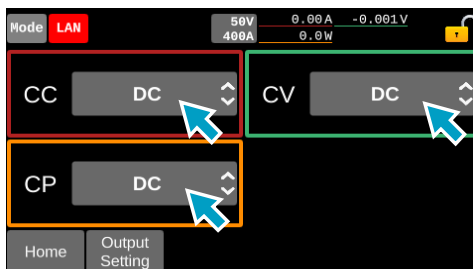 Mode LAN 50V 0.00A -0.001V
400A 0.0W
CC DC CV DC
CP DC
Home Output
Setting